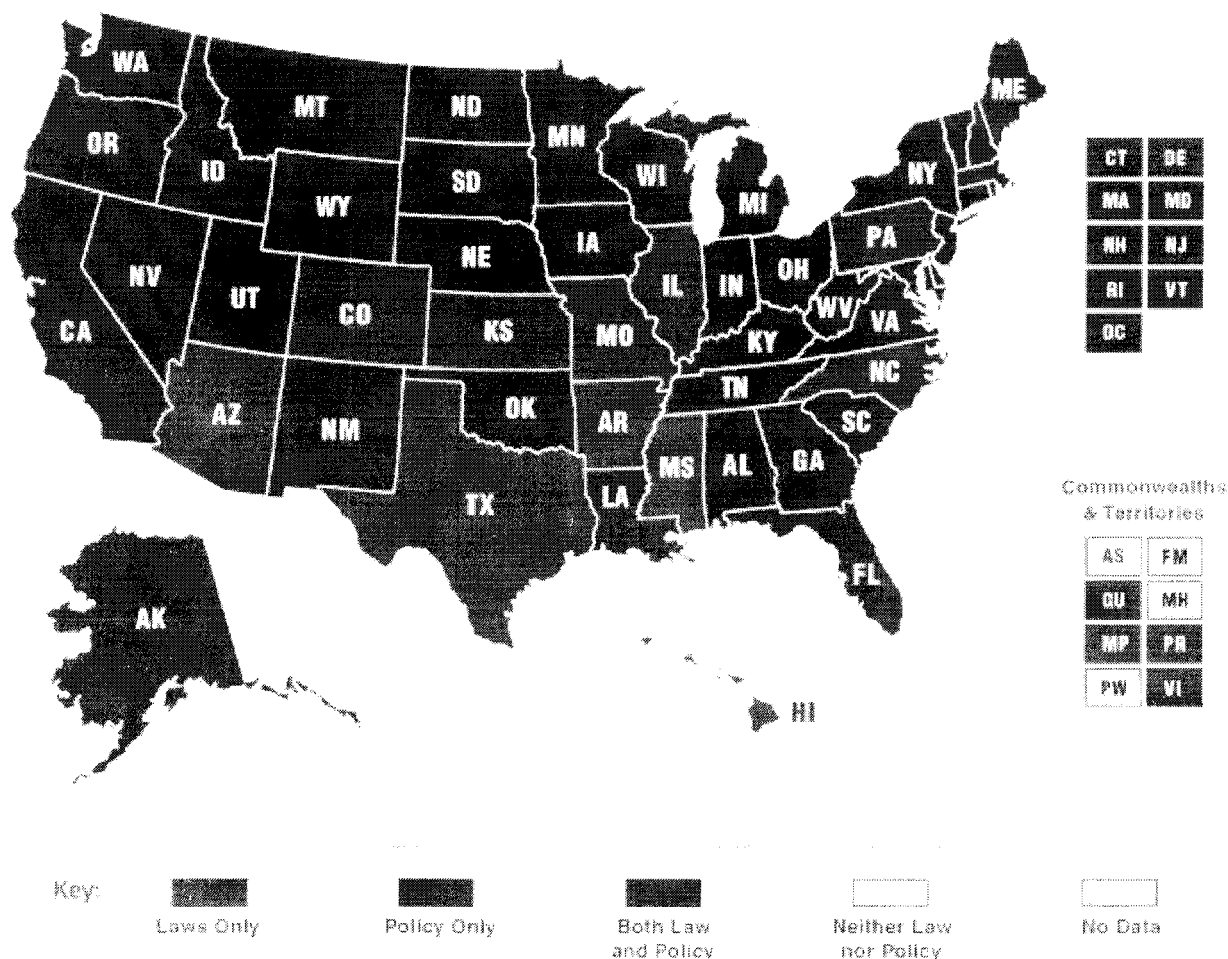 WA
MT
ND
MN
ME
OR
ID
SD
WI
NY
WY
MI
CT DE
MA MD
NH NJ
RI VT
DC
NE
IA
PA
NV
UT
CO
IL
IN
OH
WV
VA
CA
KS
MO
KY
NC
AZ
NM
OK
AR
TN
SC
TX
LA
MS
AL
GA
FL
Commonwealths
& Territories
AS FM
GU MH
MP PR
PW VI
AK
HI
Key:
Laws Only
Policy Only
Both Law
and Policy
Neither Law
nor Policy
No Data